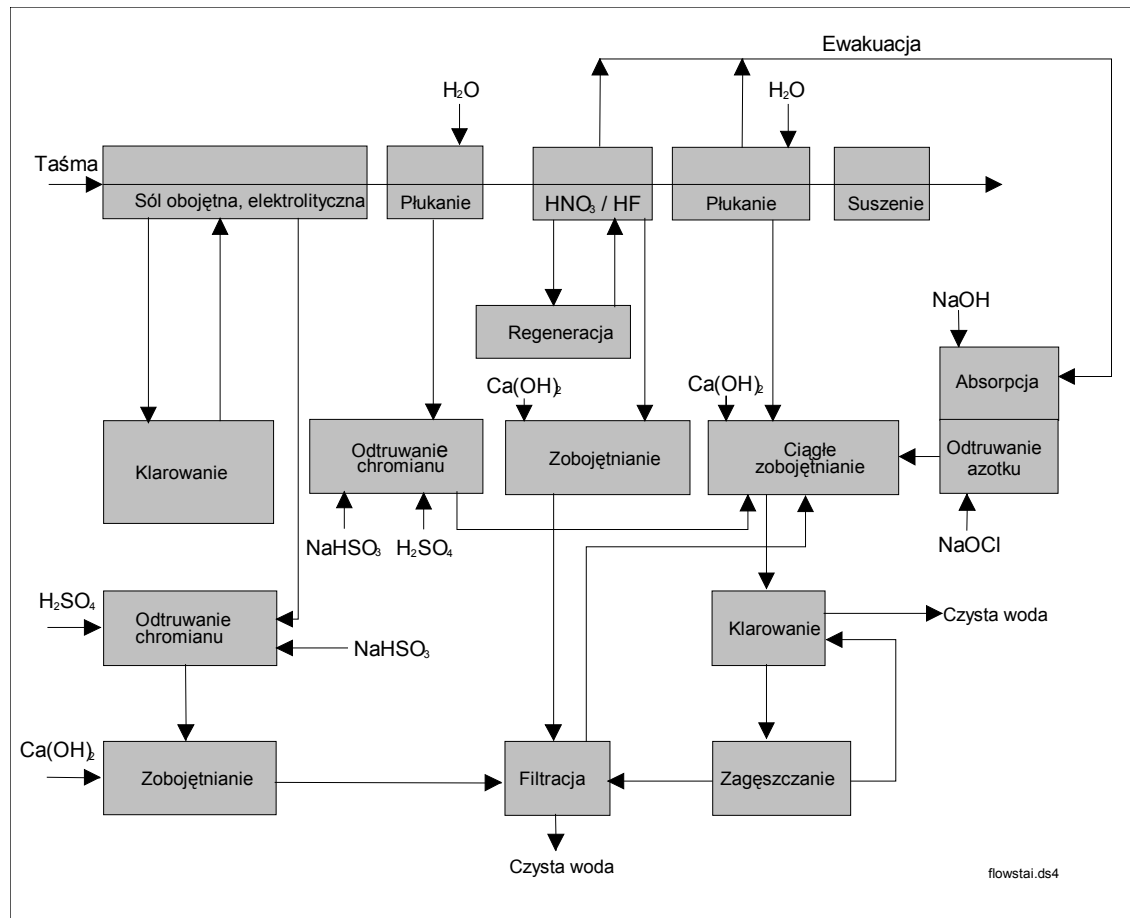 Ewakuacja
H₂O
H₂O
Taśma
Sól obojętna, elektrolityczna
Płukanie
HNO₃ / HF
Płukanie
Suszenie
NaOH
Regeneracja
Absorpcja
Ca(OH)₂
Ca(OH)₂
Klarowanie
Odtruwanie
chromianu
Zobojętnianie
Ciągłe
zobojętnianie
Odtruwanie
azotku
NaHSO₃
H₂SO₄
NaOCl
H₂SO₄
Odtruwanie
chromianu
NaHSO₃
Klarowanie
Czysta woda
Ca(OH)₂
Zobojętnianie
Filtracja
Zagęszczanie
Czysta woda
flowstai.ds4